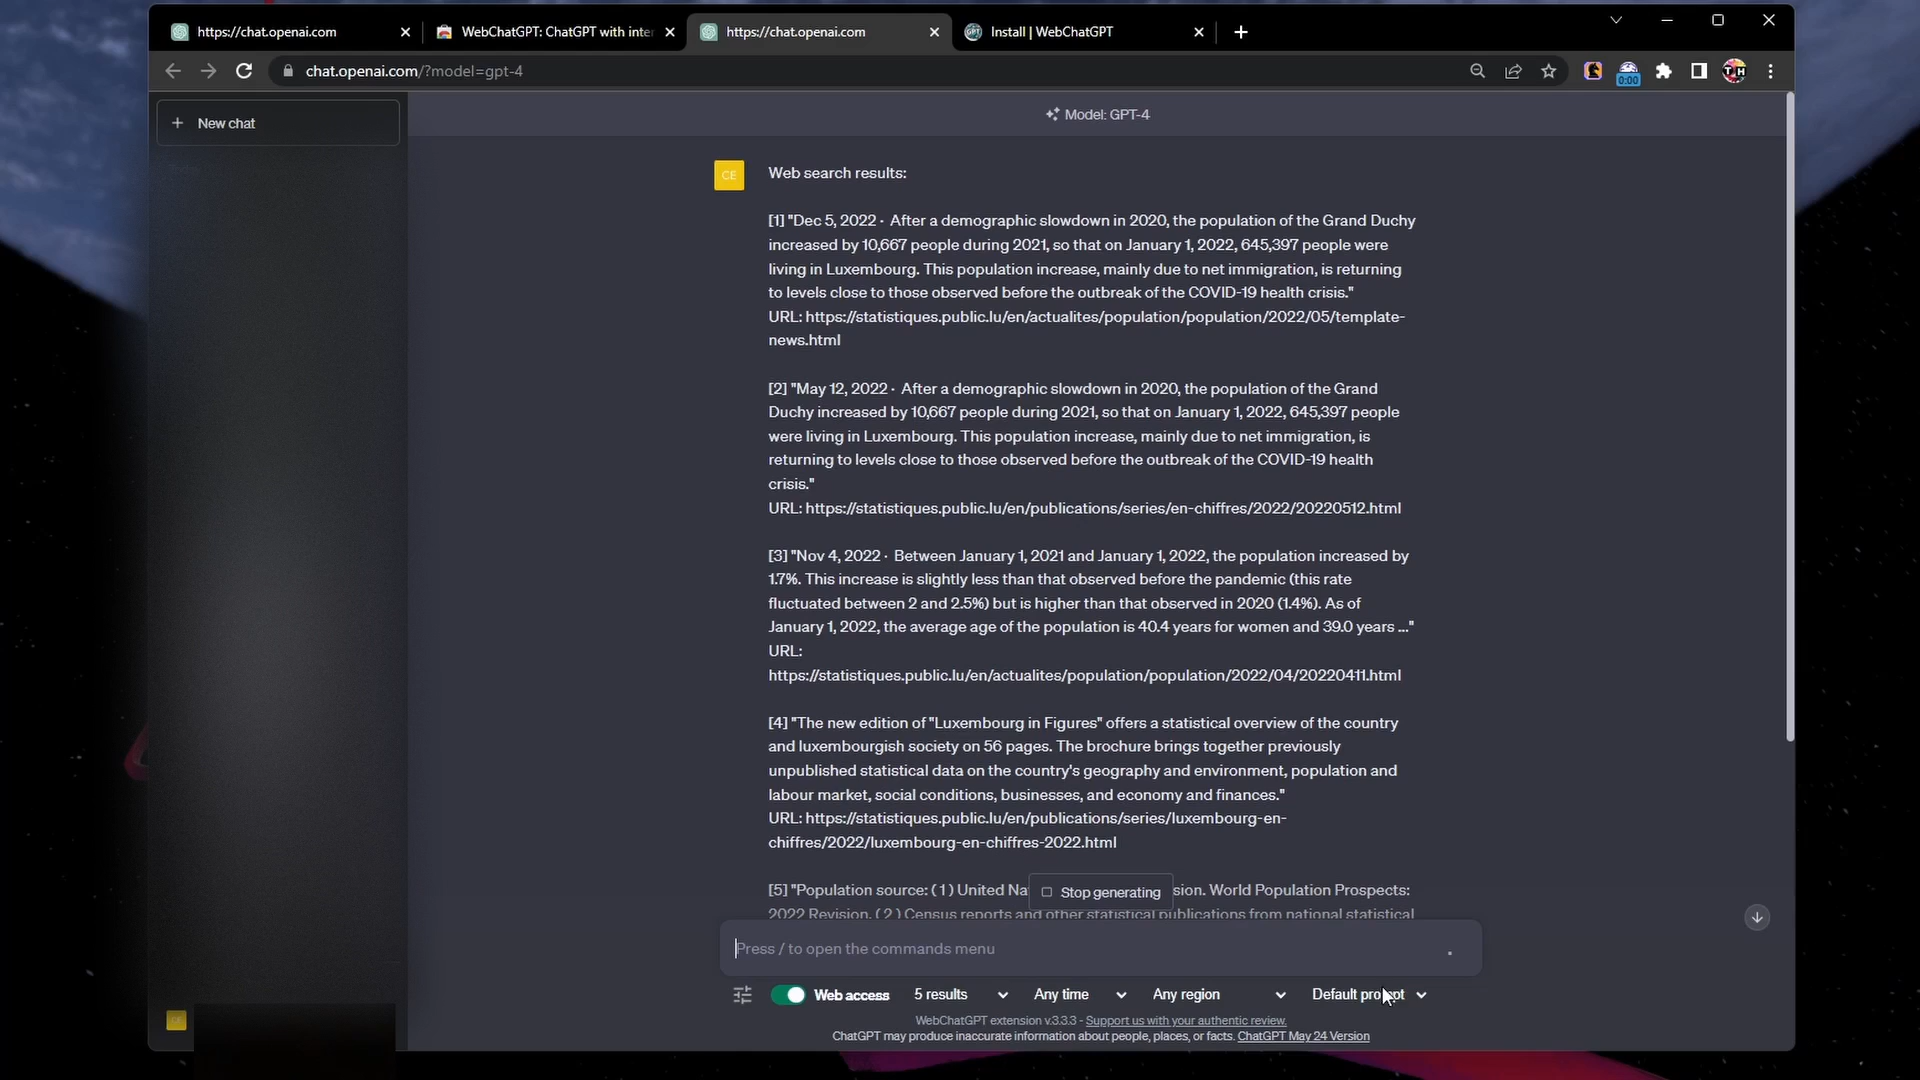 https://chat.openai.com
WebChatGPT: ChatGPT with inter
https://chat.openai.com
Install | WebChatGPT
chat.openai.com/?model=gpt-4
0:00
TH
New chat
Model: GPT-4
CE
Web search results:
[1] "Dec 5, 2022 · After a demographic slowdown in 2020, the population of the Grand Duchy
increased by 10,667 people during 2021, so that on January 1, 2022, 645,397 people were
living in Luxembourg. This population increase, mainly due to net immigration, is returning
to levels close to those observed before the outbreak of the COVID-19 health crisis."
URL: https://statistiques.public.lu/en/actualites/population/population/2022/05/template-
news.html
[2] "May 12, 2022 · After a demographic slowdown in 2020, the population of the Grand
Duchy increased by 10,667 people during 2021, so that on January 1, 2022, 645,397 people
were living in Luxembourg. This population increase, mainly due to net immigration, is
returning to levels close to those observed before the outbreak of the COVID-19 health
crisis."
URL: https://statistiques.public.lu/en/publications/series/en-chiffres/2022/20220512.html
[3] "Nov 4, 2022 · Between January 1, 2021 and January 1, 2022, the population increased by
1.7%. This increase is slightly less than that observed before the pandemic (this rate
fluctuated between 2 and 2.5%) but is higher than that observed in 2020 (1.4%). As of
January 1, 2022, the average age of the population is 40.4 years for women and 39.0 years ..."
URL:
https://statistiques.public.lu/en/actualites/population/population/2022/04/20220411.html
[4] "The new edition of "Luxembourg in Figures" offers a statistical overview of the country
and luxembourgish society on 56 pages. The brochure brings together previously
unpublished statistical data on the country's geography and environment, population and
labour market, social conditions, businesses, and economy and finances."
URL: https://statistiques.public.lu/en/publications/series/luxembourg-en-
chiffres/2022/luxembourg-en-chiffres-2022.html
[5] "Population source: ( 1 ) United Na
Stop generating
sion. World Population Prospects:
2022 Revision. ( 2 ) Census reports and other statistical publications from national statistical
Press / to open the commands menu
Web access
5 results
Any time
Any region
Default prompt
WebChatGPT extension v.3.3.3 - Support us with your authentic review.
ChatGPT may produce inaccurate information about people, places, or facts. ChatGPT May 24 Version